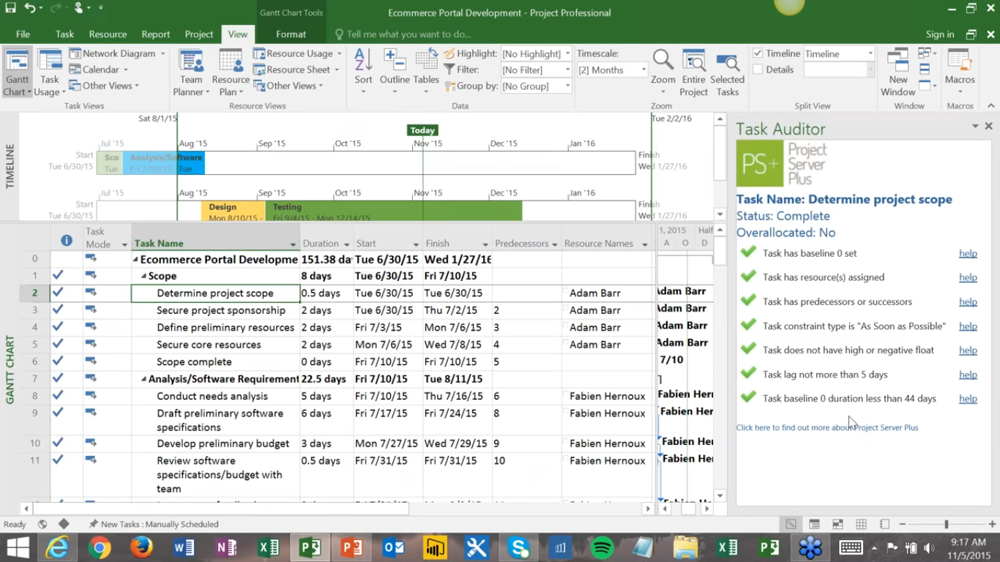 Gantt Chart Tools
Ecommerce Portal Development - Project Professional
File Task Resource Report Project View Format Tell me what you want to do... Sign in
Gantt Chart
Task Usage
Network Diagram
Calendar
Other Views
Task Views
Team Planner
Resource Plan
Resource Usage
Resource Sheet
Other Views
Resource Views
Sort
Outline
Tables
Highlight: [No Highlight]
Filter: [No Filter]
Group by: [No Group]
Data
Timescale:
[2] Months
Zoom
Entire Project
Selected Tasks
Zoom
Timeline Timeline
Details
Split View
New Window
Window
Macros
Macros
TIMELINE
Sat 8/1/15 Tue 2/2/16
Today
Jul '15 Aug '15 Sep '15 Oct '15 Nov '15 Dec '15 Jan '16
Start Sco Analysis/Software Finish
Tue 6/30/15 Tue Fri 7/10/15 Tue Wed 1/27/16
Jul '15 Aug '15 Sep '15 Oct '15 Nov '15 Dec '15 Jan '16
Start Design Testing Finish
Tue 6/30/15 Mon 8/10/15 - Fri 9/4/15 - Mon 12/14/15 Wed 1/27/16
GANTT CHART
Task Mode Task Name Duration Start Finish Predecessors Resource Names
1, 2015 Half
A O D
0 Ecommerce Portal Developme 151.38 da Tue 6/30/15 Wed 1/27/16
1 Scope 8 days Tue 6/30/15 Fri 7/10/15
2 Determine project scope 0.5 days Tue 6/30/15 Tue 6/30/15 Adam Barr Adam Barr
3 Secure project sponsorship 2 days Tue 6/30/15 Thu 7/2/15 2 Adam Barr Adam Barr
4 Define preliminary resources 2 days Fri 7/3/15 Mon 7/6/15 3 Adam Barr Adam Barr
5 Secure core resources 2 days Mon 7/6/15 Wed 7/8/15 4 Adam Barr Adam Barr
6 Scope complete 0 days Fri 7/10/15 Fri 7/10/15 5 7/10
7 Analysis/Software Requirement 22.5 days Fri 7/10/15 Tue 8/11/15
8 Conduct needs analysis 5 days Fri 7/10/15 Thu 7/16/15 6 Fabien Hernoux Fabien Her
9 Draft preliminary software 6 days Fri 7/17/15 Fri 7/24/15 8 Fabien Hernoux Fabien Her
specifications
10 Develop preliminary budget 3 days Mon 7/27/15 Wed 7/29/15 9 Fabien Hernoux Fabien Her
11 Review software 0.5 days Fri 7/31/15 Fri 7/31/15 10 Fabien Hernoux Fabien Her
specifications/budget with
team
Task Auditor
PS+ Project
Server
Plus
Task Name: Determine project scope
Status: Complete
Overallocated: No
Task has baseline 0 set help
Task has resource(s) assigned help
Task has predecessors or successors help
Task constraint type is "As Soon as Possible" help
Task does not have high or negative float help
Task lag not more than 5 days help
Task baseline 0 duration less than 44 days help
Click here to find out more about Project Server Plus
Ready New Tasks : Manually Scheduled
9:17 AM
11/5/2015